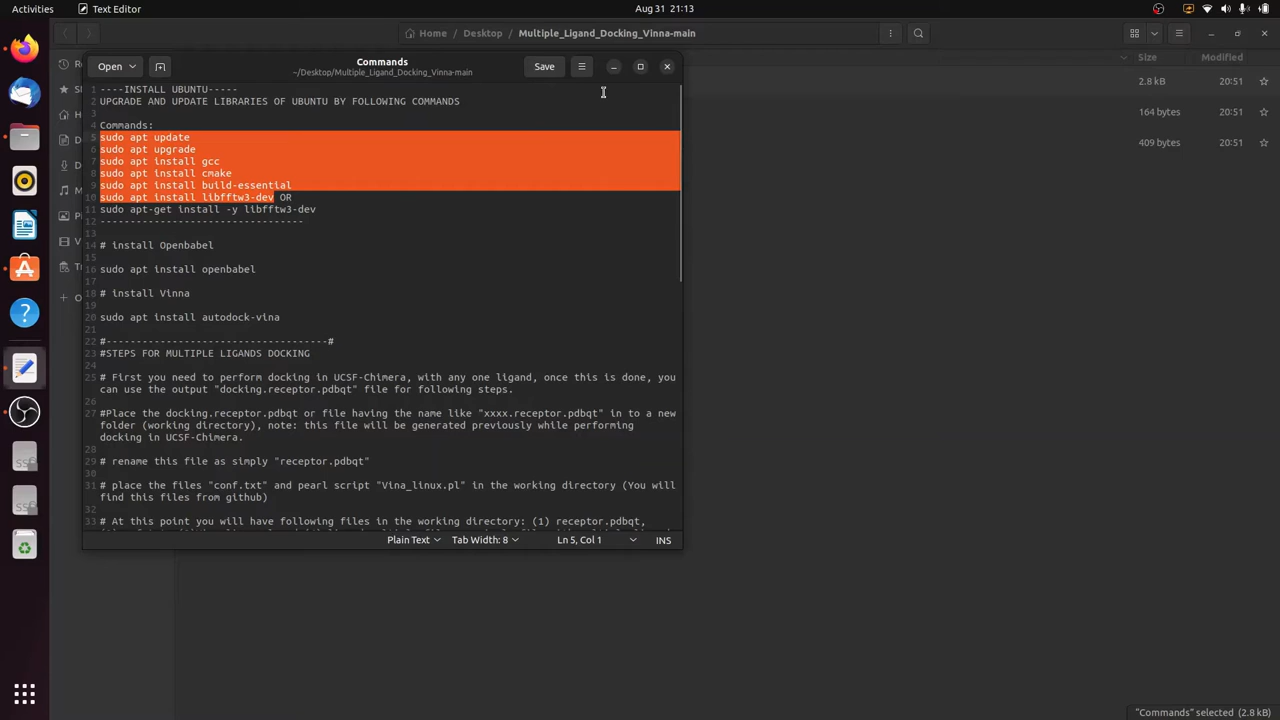 Activities
Text Editor
Aug 31 21:13
Home
Desktop
Multiple_Ligand_Docking_Vinna-main
Size
Modified
2.8 kB
20:51
164 bytes
20:51
409 bytes
20:51
Open
Commands
~/Desktop/Multiple_Ligand_Docking_Vinna-main
Save
1 ----INSTALL UBUNTU-----
2 UPGRADE AND UPDATE LIBRARIES OF UBUNTU BY FOLLOWING COMMANDS
3
4 Commands:
5 sudo apt update
6 sudo apt upgrade
7 sudo apt install gcc
8 sudo apt install cmake
9 sudo apt install build-essential
10 sudo apt install libfftw3-dev OR
11 sudo apt-get install -y libfftw3-dev
12 ----------------------------------
13
14 # install Openbabel
15
16 sudo apt install openbabel
17
18 # install Vinna
19
20 sudo apt install autodock-vina
21
22 #-------------------------------------#
23 #STEPS FOR MULTIPLE LIGANDS DOCKING
24
25 # First you need to perform docking in UCSF-Chimera, with any one ligand, once this is done, you
can use the output "docking.receptor.pdbqt" file for following steps.
26
27 #Place the docking.receptor.pdbqt or file having the name like "xxxx.receptor.pdbqt" in to a new
folder (working directory), note: this file will be generated previously while performing
docking in UCSF-Chimera.
28
29 # rename this file as simply "receptor.pdbqt"
30
31 # place the files "conf.txt" and pearl script "Vina_linux.pl" in the working directory (You will
find this files from github)
32
33 # At this point you will have following files in the working directory: (1) receptor.pdbqt,
Plain Text
Tab Width: 8
Ln 5, Col 1
INS
"Commands" selected (2.8 kB)